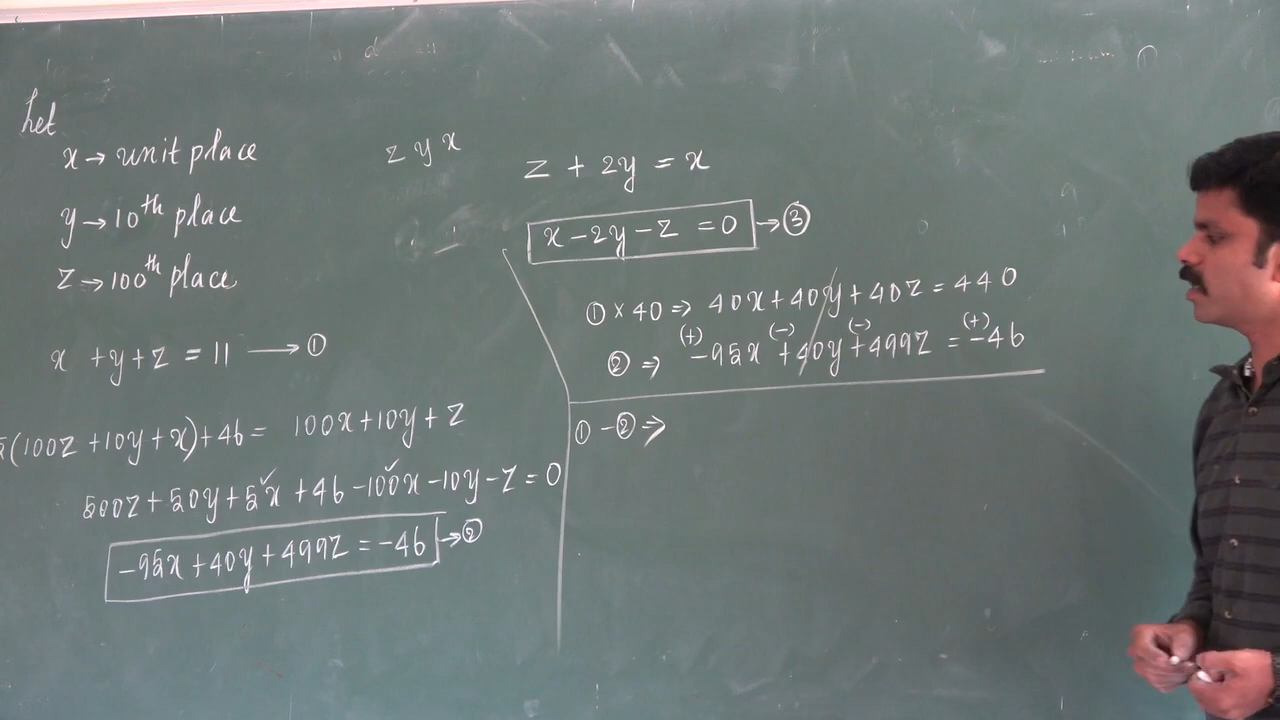 Let
x → unit place
y → 10th place
z → 100th place
z y x
x + y + z = 11 → ①
5(100z + 10y + x) + 46 = 100x + 10y + z
500z + 50y + 5x + 46 - 100x - 10y - z = 0
-95x + 40y + 499z = -46 → ②
z + 2y = x
x - 2y - z = 0 → ③
① × 40 ⇒ 40x + 40y + 40z = 440
(+) (-) (-) (+)
② ⇒ -95x + 40y + 499z = -46
① - ② ⇒